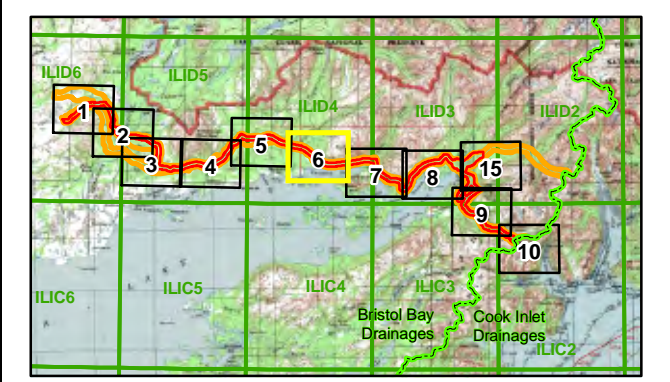 ILID6
ILID5
ILID4
ILID3
ILID2
1
2
3
4
5
6
7
8
15
9
10
ILIC6
ILIC5
ILIC4
ILIC3
ILIC2
L A K E
Bristol Bay
Drainages
Cook Inlet
Drainages